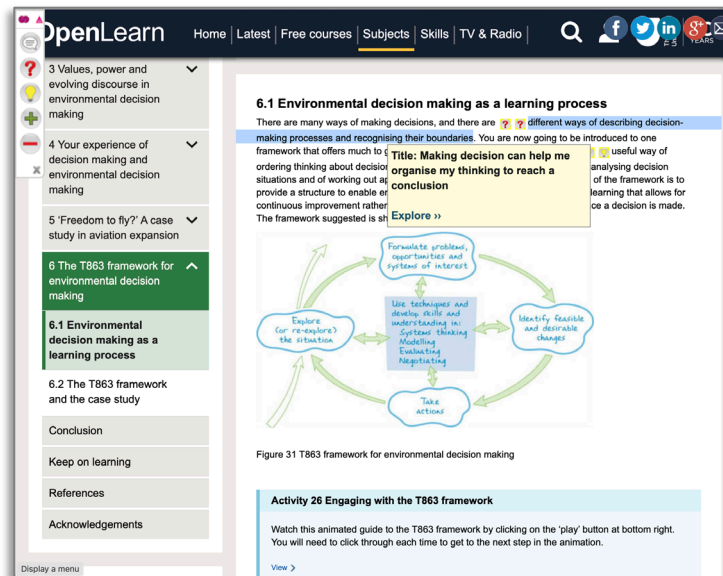 OpenLearn
Home | Latest | Free courses | Subjects | Skills | TV & Radio |
YEARS
3 Values, power and
evolving discourse in
environmental decision
making
4 Your experience of
decision making and
environmental decision
making
5 ‘Freedom to fly?’ A case
study in aviation expansion
6 The T863 framework for
environmental decision
making
6.1 Environmental
decision making as a
learning process
6.2 The T863 framework
and the case study
Conclusion
Keep on learning
References
Acknowledgements
Display a menu
6.1 Environmental decision making as a learning process
There are many ways of making decisions, and there are ? ? different ways of describing decision-
making processes and recognising their boundaries. You are now going to be introduced to one
framework that offers much to useful way of
ordering thinking about decision analysing decision
situations and of working out of the framework is to
provide a structure to enable learning that allows for
continuous improvement rather ce a decision is made.
The framework suggested is
Title: Making decision can help me
organise my thinking to reach a
conclusion
Explore ››
Formulate problems,
opportunities and
systems of interest
Explore
(or re-explore)
the situation
Use techniques and
develop skills and
understanding in:
Systems thinking
Modelling
Evaluating
Negotiating
Identify feasible
and desirable
changes
Take
actions
Figure 31 T863 framework for environmental decision making
Activity 26 Engaging with the T863 framework
Watch this animated guide to the T863 framework by clicking on the ‘play’ button at bottom right.
You will need to click through each time to get to the next step in the animation.
View >